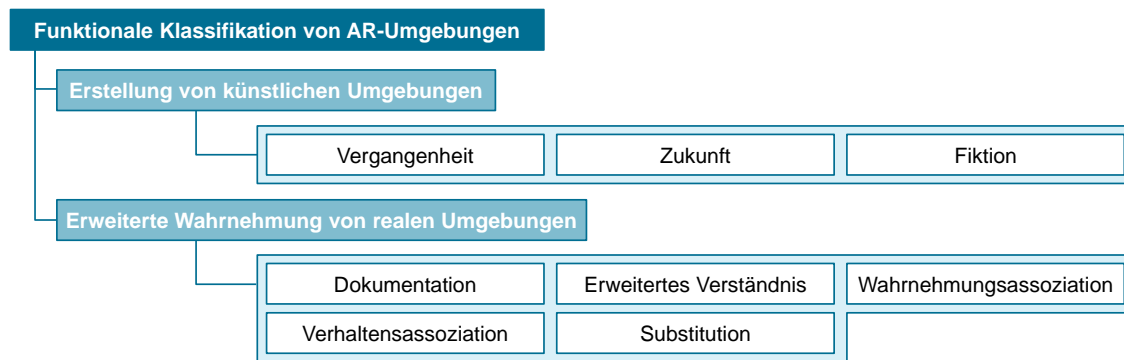 Funktionale Klassifikation von AR-Umgebungen
Erstellung von künstlichen Umgebungen
Vergangenheit
Zukunft
Fiktion
Erweiterte Wahrnehmung von realen Umgebungen
Dokumentation
Erweitertes Verständnis
Wahrnehmungsassoziation
Verhaltensassoziation
Substitution